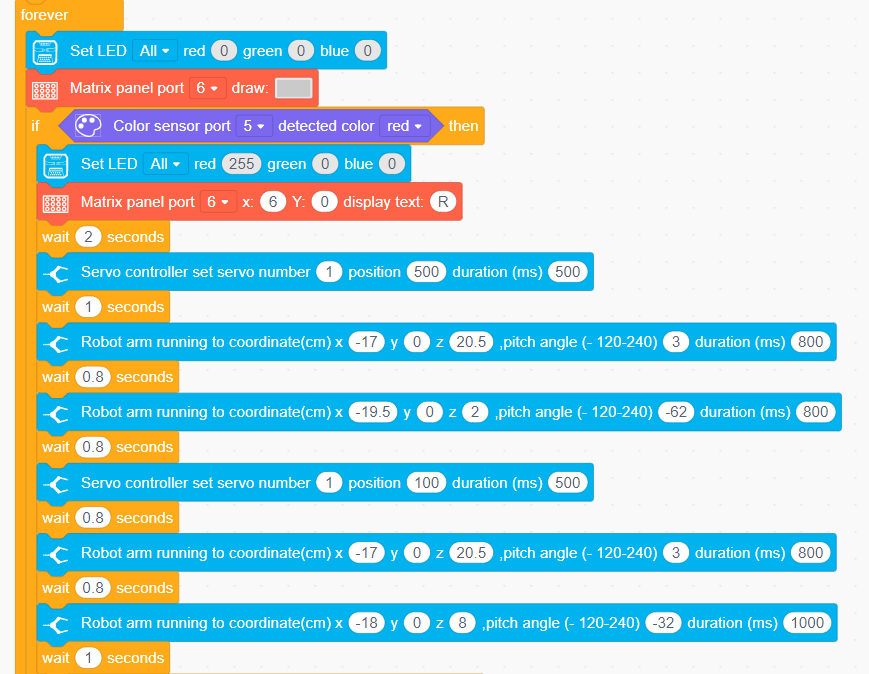 forever
Set LED All red 0 green 0 blue 0
Matrix panel port 6 draw:
if Color sensor port 5 detected color red then
Set LED All red 255 green 0 blue 0
Matrix panel port 6 x: 6 Y: 0 display text: R
wait 2 seconds
Servo controller set servo number 1 position 500 duration (ms) 500
wait 1 seconds
Robot arm running to coordinate(cm) x -17 y 0 z 20.5 ,pitch angle (- 120-240) 3 duration (ms) 800
wait 0.8 seconds
Robot arm running to coordinate(cm) x -19.5 y 0 z 2 ,pitch angle (- 120-240) -62 duration (ms) 800
wait 0.8 seconds
Servo controller set servo number 1 position 100 duration (ms) 500
wait 0.8 seconds
Robot arm running to coordinate(cm) x -17 y 0 z 20.5 ,pitch angle (- 120-240) 3 duration (ms) 800
wait 0.8 seconds
Robot arm running to coordinate(cm) x -18 y 0 z 8 ,pitch angle (- 120-240) -32 duration (ms) 1000
wait 1 seconds